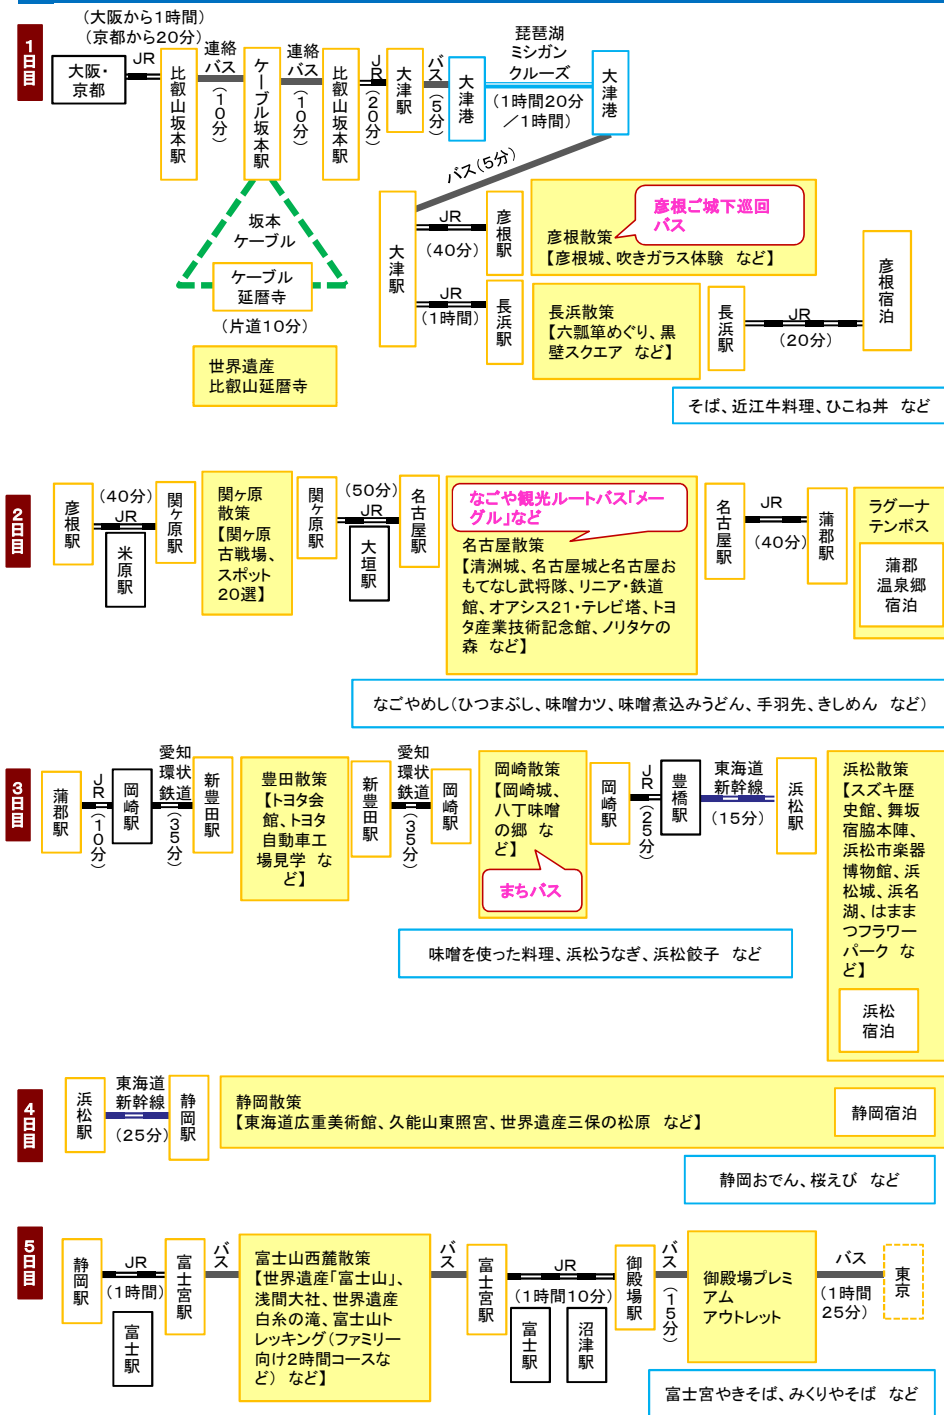 1日目
(大阪から1時間)
(京都から20分)
大阪・
京都
JR
比叡山坂本駅
連絡
バス
(10分)
ケーブル坂本駅
連絡
バス
(10分)
比叡山坂本駅
JR
(20分)
大津駅
バス
(5分)
大津港
琵琶湖
ミシガン
クルーズ
(1時間20分
/1時間)
大津港
バス(5分)
坂本
ケーブル
ケーブル
延暦寺
(片道10分)
世界遺産
比叡山延暦寺
大津駅
JR
(40分)
彦根駅
彦根ご城下巡回
バス
彦根散策
【彦根城、吹きガラス体験 など】
JR
(1時間)
長浜駅
長浜散策
【六瓢箪めぐり、黒
壁スクエア など】
長浜駅
JR
(20分)
彦根宿泊
そば、近江牛料理、ひこね丼 など
2日目
彦根駅
(40分)
JR
米原駅
関ヶ原駅
関ヶ原
散策
【関ヶ原
古戦場、
スポット
20選】
関ヶ原駅
(50分)
JR
大垣駅
名古屋駅
なごや観光ルートバス「メー
グル」など
名古屋散策
【清洲城、名古屋城と名古屋お
もてなし武将隊、リニア・鉄道
館、オアシス21・テレビ塔、トヨ
タ産業技術記念館、ノリタケの
森 など】
名古屋駅
JR
(40分)
蒲郡駅
ラグーナ
テンボス
蒲郡
温泉郷
宿泊
なごやめし(ひつまぶし、味噌カツ、味噌煮込みうどん、手羽先、きしめん など)
3日目
蒲郡駅
JR
(10分)
岡崎駅
愛知
環状
鉄道
(35分)
新豊田駅
豊田散策
【トヨタ会
館、トヨタ
自動車工
場見学 な
ど】
新豊田駅
愛知
環状
鉄道
(35分)
岡崎駅
岡崎散策
【岡崎城、
八丁味噌
の郷 な
ど】
まちバス
岡崎駅
JR
(25分)
豊橋駅
東海道
新幹線
(15分)
浜松駅
浜松散策
【スズキ歴
史館、舞坂
宿脇本陣、
浜松市楽器
博物館、浜
松城、浜名
湖、はまま
つフラワー
パーク な
ど】
浜松
宿泊
味噌を使った料理、浜松うなぎ、浜松餃子 など
4日目
浜松駅
東海道
新幹線
(25分)
静岡駅
静岡散策
【東海道広重美術館、久能山東照宮、世界遺産三保の松原 など】
静岡宿泊
静岡おでん、桜えび など
5日目
静岡駅
JR
(1時間)
富士駅
富士宮駅
バス
富士山西麓散策
【世界遺産「富士山」、
浅間大社、世界遺産
白糸の滝、富士山ト
レッキング(ファミリー
向け2時間コースな
ど) など】
バス
富士宮駅
JR
(1時間10分)
富士駅
沼津駅
御殿場駅
バス
(15分)
御殿場プレミ
アム
アウトレット
バス
(1時間
25分)
東京
富士宮やきそば、みくりやそば など